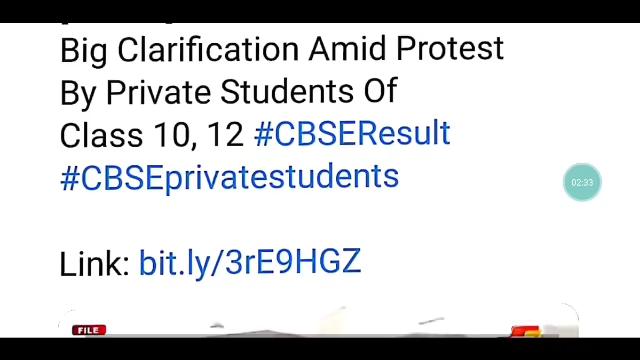 Big Clarification Amid Protest
By Private Students Of
Class 10, 12 #CBSEResult
#CBSEprivatestudents
Link: bit.ly/3rE9HGZ
02:33
FILE